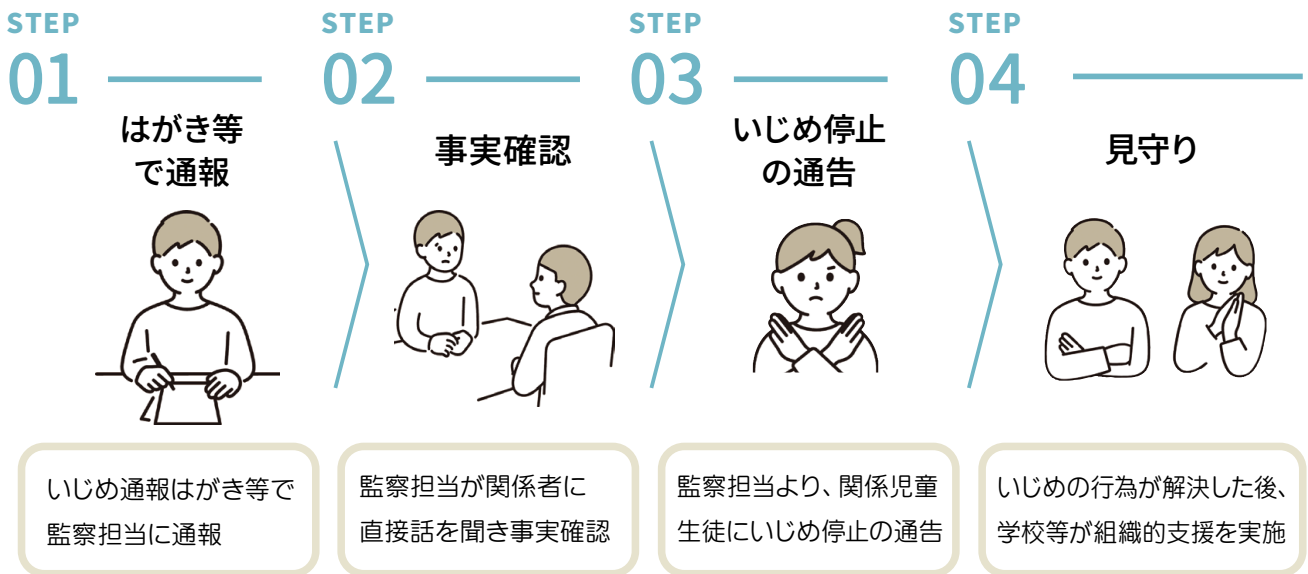 STEP
01
はがき等
で通報
いじめ通報はがき等で
監察担当に通報
STEP
02
事実確認
監察担当が関係者に
直接話を聞き事実確認
STEP
03
いじめ停止
の通告
監察担当より、関係児童
生徒にいじめ停止の通告
STEP
04
見守り
いじめの行為が解決した後、
学校等が組織的支援を実施